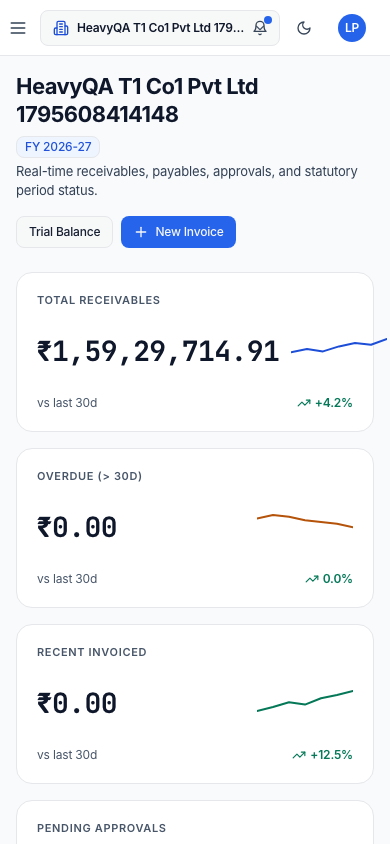 HeavyQA T1 Co1 Pvt Ltd 179...
LP
HeavyQA T1 Co1 Pvt Ltd
1795608414148
FY 2026-27
Real-time receivables, payables, approvals, and statutory
period status.
Trial Balance
New Invoice
TOTAL RECEIVABLES
₹1,59,29,714.91
vs last 30d
+4.2%
OVERDUE (> 30D)
₹0.00
vs last 30d
0.0%
RECENT INVOICED
₹0.00
vs last 30d
+12.5%
PENDING APPROVALS